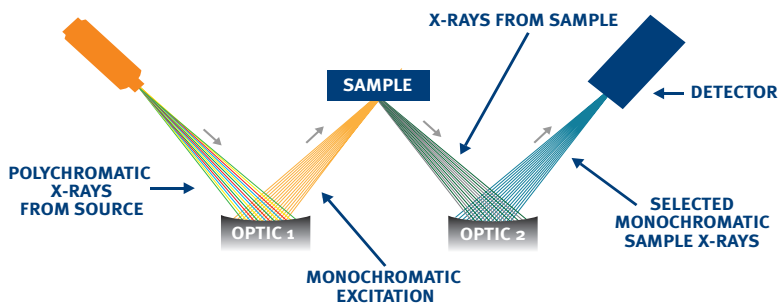 X-RAYS FROM SAMPLE
SAMPLE
DETECTOR
POLYCHROMATIC
X-RAYS
FROM SOURCE
OPTIC 1
OPTIC 2
SELECTED
MONOCHROMATIC
SAMPLE X-RAYS
MONOCHROMATIC
EXCITATION